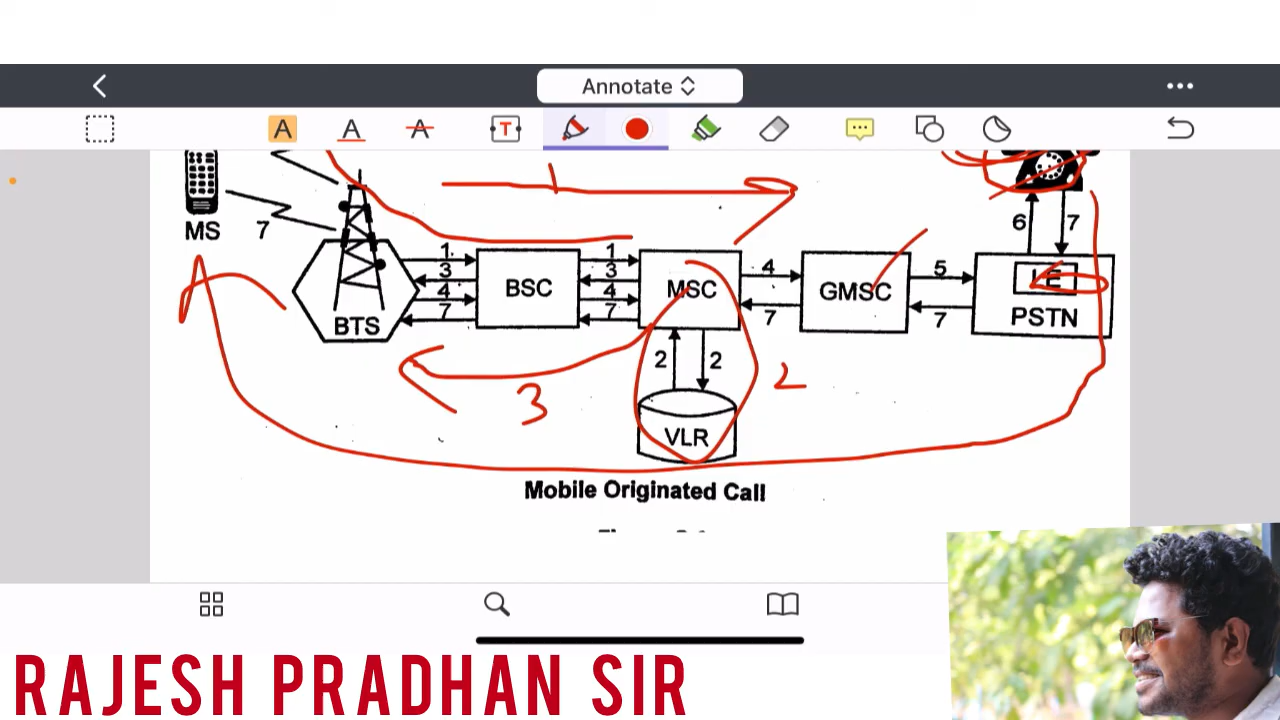 Annotate
A A A T
1
MS 7
6 7
1 1
3 3
4 4
7 7
BTS
BSC
MSC
4
7
GMSC
5
7
LE
PSTN
2 2
2
3
VLR
Mobile Originated Call
RAJESH PRADHAN SIR